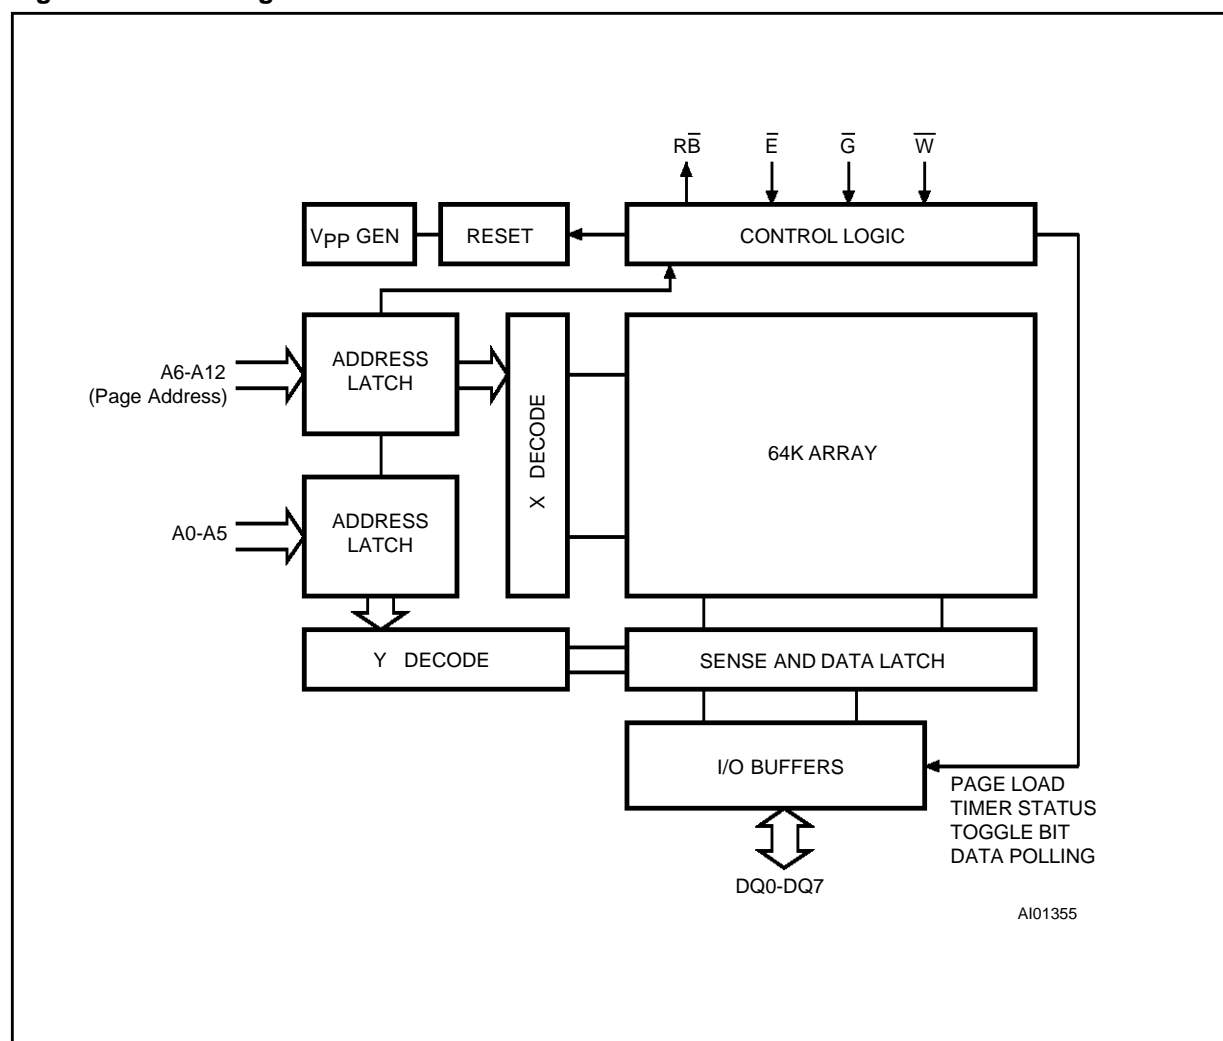 RB̅ E̅ G̅ W̅
VPP GEN RESET CONTROL LOGIC
ADDRESS
LATCH
A6-A12
(Page Address)
X DECODE
64K ARRAY
ADDRESS
LATCH
A0-A5
Y DECODE SENSE AND DATA LATCH
I/O BUFFERS
PAGE LOAD
TIMER STATUS
TOGGLE BIT
DATA POLLING
DQ0-DQ7
AI01355